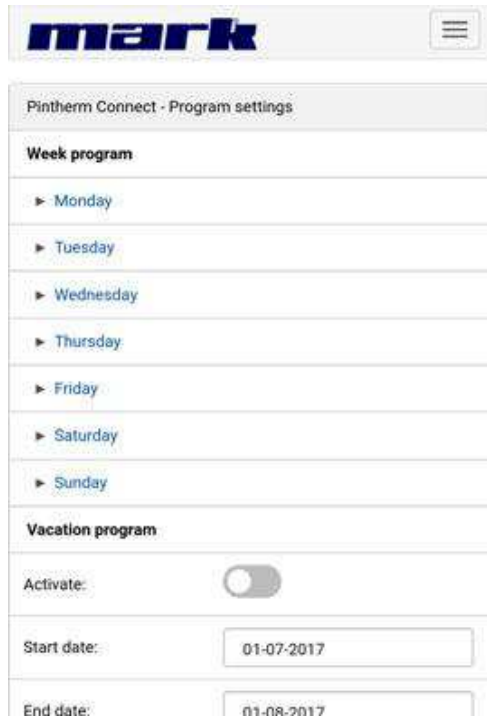 mark
Pintherm Connect - Program settings
Week program
Monday
Tuesday
Wednesday
Thursday
Friday
Saturday
Sunday
Vacation program
Activate:
Start date: 01-07-2017
End date: 01-08-2017